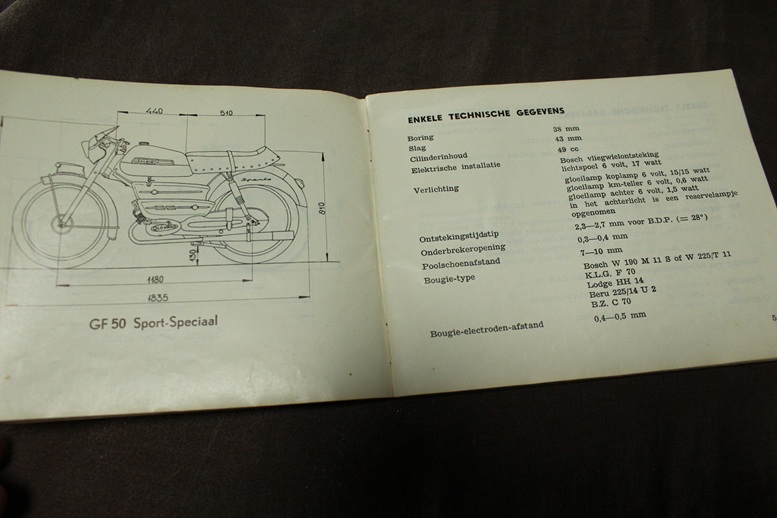 440
510
Sparta
810
130
1180
1835
GF 50 Sport-Speciaal
ENKELE TECHNISCHE GEGEVENS
Boring 38 mm
Slag 43 mm
Cilinderinhoud 49 cc
Elektrische installatie Bosch vliegwielontsteking
lichtspoel 6 volt, 17 watt
Verlichting gloeilamp koplamp 6 volt, 15/15 watt
gloeilamp km-teller 6 volt, 0,6 watt
gloeilamp achter 6 volt, 1,5 watt
in het achterlicht is een reservelampje
opgenomen
Ontstekingstijdstip 2,3—2,7 mm voor B.D.P. (= 28°)
Onderbrekeropening 0,3—0,4 mm
Poolschoenafstand 7—10 mm
Bougie-type Bosch W 190 M 11 S of W 225/T 11
K.L.G. F 70
Lodge HH 14
Beru 225/14 U 2
B.Z. C 70
Bougie-electroden-afstand 0,4—0,5 mm
5